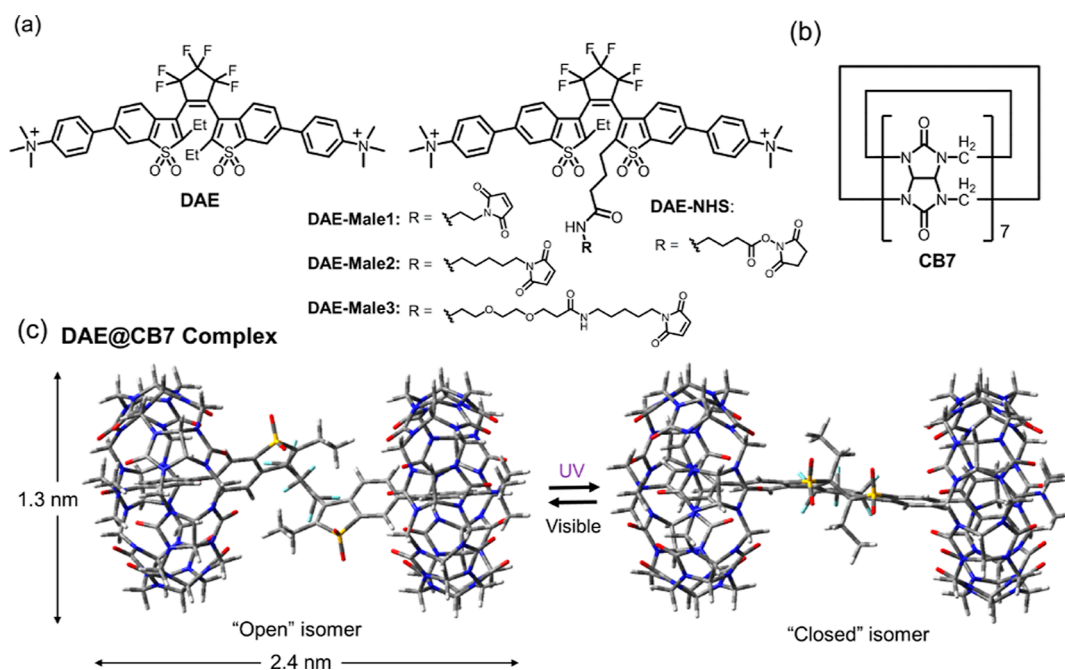 (a)
(b)
F F F F
F F
F F F F
F F
Et
Et
Et
N+
N+
N+
N+
S
S
S
S
O O
O O
O O
O O
DAE
DAE-Male1: R =
DAE-Male2: R =
DAE-Male3: R =
DAE-NHS:
R =
O
HN
R
O
N
O
O
N
O
O
O
O
N
H
O
N
O
O
O
O
N
O
O
N N C H2
N N C H2
O
7
CB7
(c) DAE@CB7 Complex
1.3 nm
UV
Visible
"Open" isomer
"Closed" isomer
2.4 nm